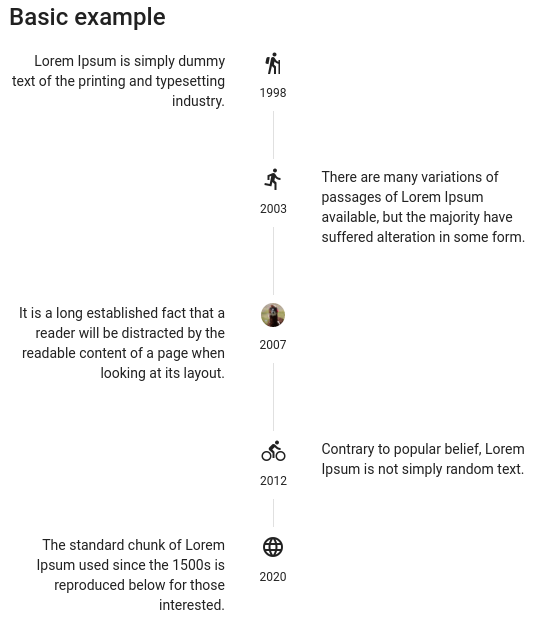 Basic example
Lorem Ipsum is simply dummy
text of the printing and typesetting
industry.
1998
There are many variations of
passages of Lorem Ipsum
available, but the majority have
suffered alteration in some form.
2003
It is a long established fact that a
reader will be distracted by the
readable content of a page when
looking at its layout.
2007
Contrary to popular belief, Lorem
Ipsum is not simply random text.
2012
The standard chunk of Lorem
Ipsum used since the 1500s is
reproduced below for those
interested.
2020